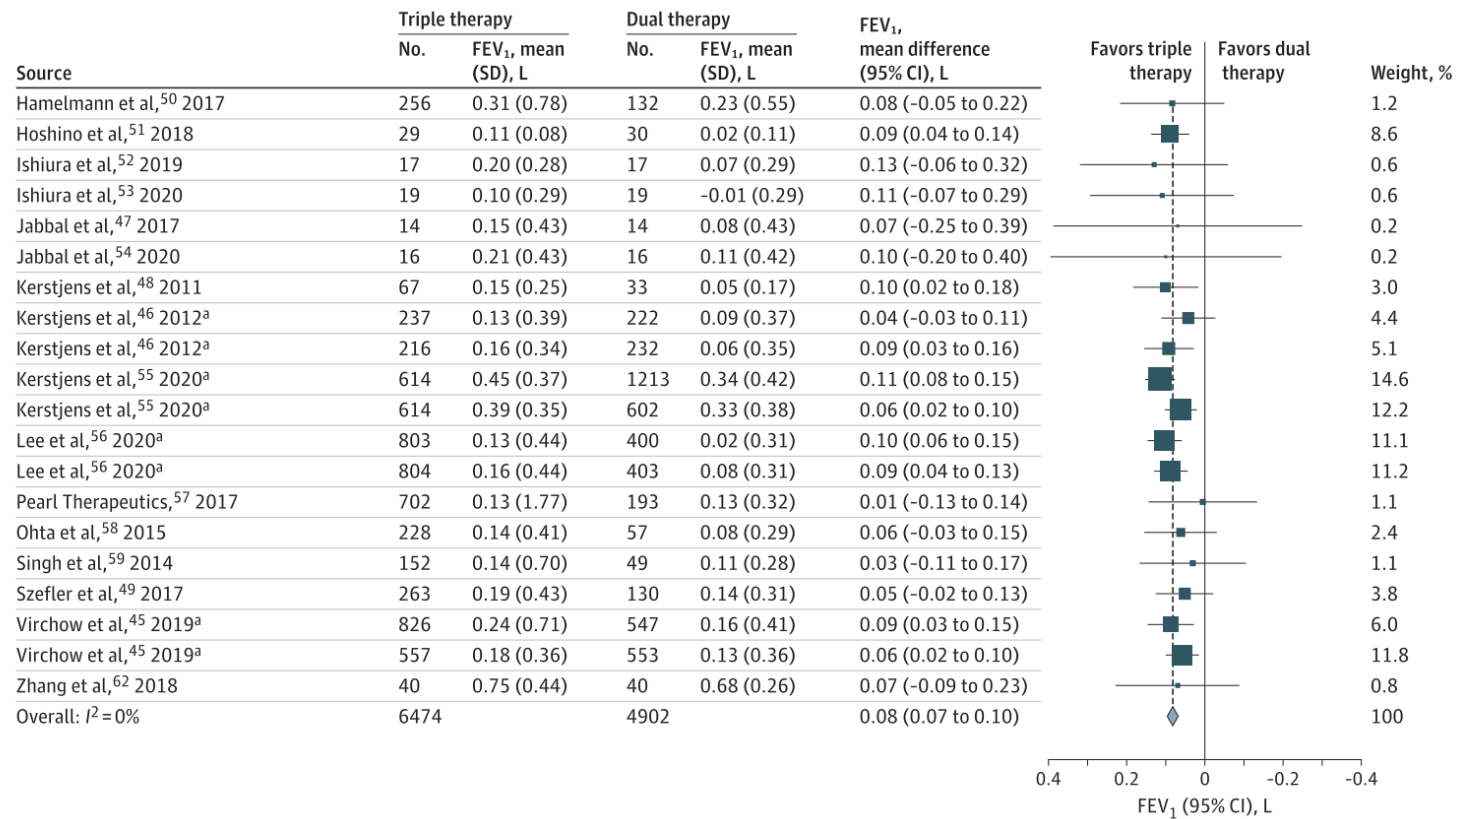 Triple therapy Dual therapy FEV₁,
No. FEV₁, mean No. FEV₁, mean mean difference Favors triple Favors dual
Source (SD), L (SD), L (95% CI), L therapy therapy Weight, %
Hamelmann et al,50 2017 256 0.31 (0.78) 132 0.23 (0.55) 0.08 (-0.05 to 0.22) 1.2
Hoshino et al,51 2018 29 0.11 (0.08) 30 0.02 (0.11) 0.09 (0.04 to 0.14) 8.6
Ishiura et al,52 2019 17 0.20 (0.28) 17 0.07 (0.29) 0.13 (-0.06 to 0.32) 0.6
Ishiura et al,53 2020 19 0.10 (0.29) 19 -0.01 (0.29) 0.11 (-0.07 to 0.29) 0.6
Jabbal et al,47 2017 14 0.15 (0.43) 14 0.08 (0.43) 0.07 (-0.25 to 0.39) 0.2
Jabbal et al,54 2020 16 0.21 (0.43) 16 0.11 (0.42) 0.10 (-0.20 to 0.40) 0.2
Kerstjens et al,48 2011 67 0.15 (0.25) 33 0.05 (0.17) 0.10 (0.02 to 0.18) 3.0
Kerstjens et al,46 2012a 237 0.13 (0.39) 222 0.09 (0.37) 0.04 (-0.03 to 0.11) 4.4
Kerstjens et al,46 2012a 216 0.16 (0.34) 232 0.06 (0.35) 0.09 (0.03 to 0.16) 5.1
Kerstjens et al,55 2020a 614 0.45 (0.37) 1213 0.34 (0.42) 0.11 (0.08 to 0.15) 14.6
Kerstjens et al,55 2020a 614 0.39 (0.35) 602 0.33 (0.38) 0.06 (0.02 to 0.10) 12.2
Lee et al,56 2020a 803 0.13 (0.44) 400 0.02 (0.31) 0.10 (0.06 to 0.15) 11.1
Lee et al,56 2020a 804 0.16 (0.44) 403 0.08 (0.31) 0.09 (0.04 to 0.13) 11.2
Pearl Therapeutics,57 2017 702 0.13 (1.77) 193 0.13 (0.32) 0.01 (-0.13 to 0.14) 1.1
Ohta et al,58 2015 228 0.14 (0.41) 57 0.08 (0.29) 0.06 (-0.03 to 0.15) 2.4
Singh et al,59 2014 152 0.14 (0.70) 49 0.11 (0.28) 0.03 (-0.11 to 0.17) 1.1
Szefler et al,49 2017 263 0.19 (0.43) 130 0.14 (0.31) 0.05 (-0.02 to 0.13) 3.8
Virchow et al,45 2019a 826 0.24 (0.71) 547 0.16 (0.41) 0.09 (0.03 to 0.15) 6.0
Virchow et al,45 2019a 557 0.18 (0.36) 553 0.13 (0.36) 0.06 (0.02 to 0.10) 11.8
Zhang et al,62 2018 40 0.75 (0.44) 40 0.68 (0.26) 0.07 (-0.09 to 0.23) 0.8
Overall: I² = 0% 6474 4902 0.08 (0.07 to 0.10) 100
0.4 0.2 0 -0.2 -0.4
FEV₁ (95% CI), L